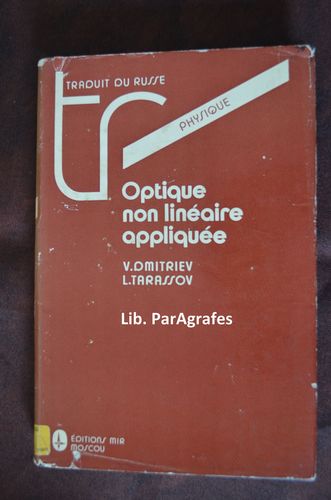 TRADUIT DU RUSSE
tr
PHYSIQUE
Optique
non linéaire
appliquée
V.DMITRIEV
L.TARASSOV
Lib. ParAgrafes
ÉDITIONS MIR
MOSCOU